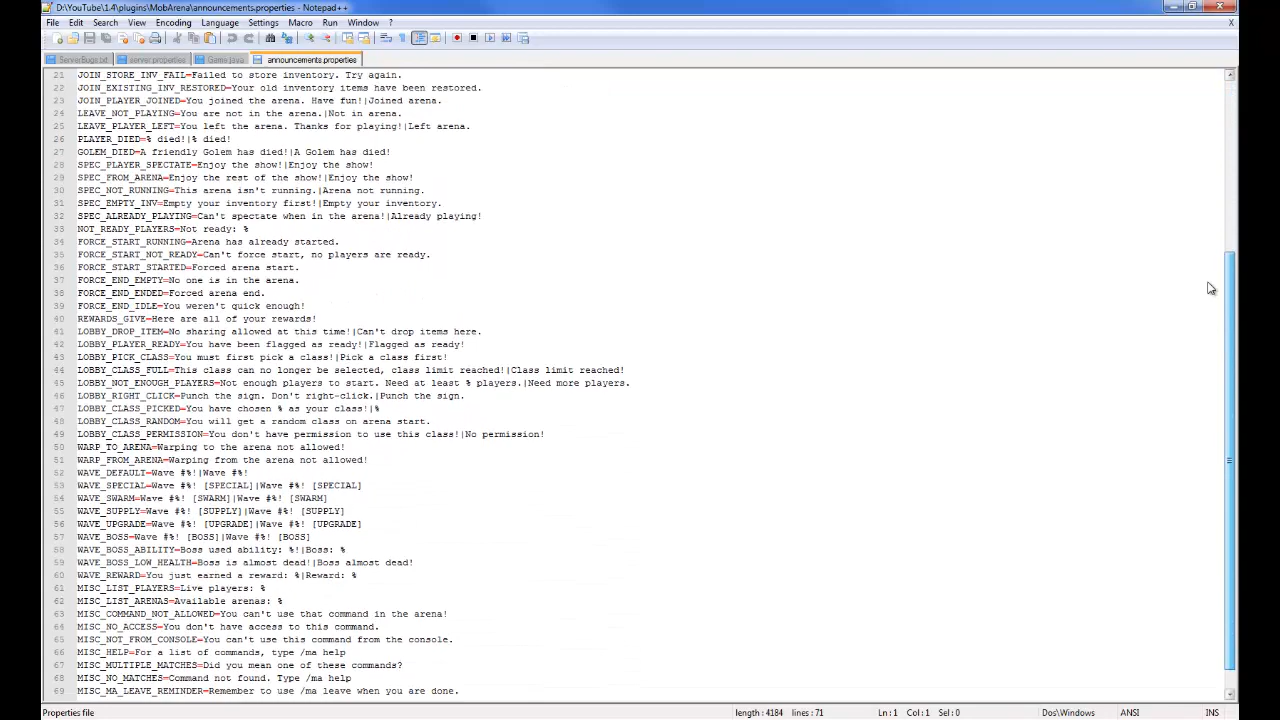 D:\YouTube\1.4\plugins\MobArena\announcements.properties - Notepad++
File Edit Search View Encoding Language Settings Macro Run Window ? X
ServerBugs.txt server.properties Game.java announcements.properties
21 JOIN_STORE_INV_FAIL=Failed to store inventory. Try again.
22 JOIN_EXISTING_INV_RESTORED=Your old inventory items have been restored.
23 JOIN_PLAYER_JOINED=You joined the arena. Have fun!|Joined arena.
24 LEAVE_NOT_PLAYING=You are not in the arena.|Not in arena.
25 LEAVE_PLAYER_LEFT=You left the arena. Thanks for playing!|Left arena.
26 PLAYER_DIED=% died!|% died!
27 GOLEM_DIED=A friendly Golem has died!|A Golem has died!
28 SPEC_PLAYER_SPECTATE=Enjoy the show!|Enjoy the show!
29 SPEC_FROM_ARENA=Enjoy the rest of the show!|Enjoy the show!
30 SPEC_NOT_RUNNING=This arena isn't running.|Arena not running.
31 SPEC_EMPTY_INV=Empty your inventory first!|Empty your inventory.
32 SPEC_ALREADY_PLAYING=Can't spectate when in the arena!|Already playing!
33 NOT_READY_PLAYERS=Not ready: %
34 FORCE_START_RUNNING=Arena has already started.
35 FORCE_START_NOT_READY=Can't force start, no players are ready.
36 FORCE_START_STARTED=Forced arena start.
37 FORCE_END_EMPTY=No one is in the arena.
38 FORCE_END_ENDED=Forced arena end.
39 FORCE_END_IDLE=You weren't quick enough!
40 REWARDS_GIVE=Here are all of your rewards!
41 LOBBY_DROP_ITEM=No sharing allowed at this time!|Can't drop items here.
42 LOBBY_PLAYER_READY=You have been flagged as ready!|Flagged as ready!
43 LOBBY_PICK_CLASS=You must first pick a class!|Pick a class first!
44 LOBBY_CLASS_FULL=This class can no longer be selected, class limit reached!|Class limit reached!
45 LOBBY_NOT_ENOUGH_PLAYERS=Not enough players to start. Need at least % players.|Need more players.
46 LOBBY_RIGHT_CLICK=Punch the sign. Don't right-click.|Punch the sign.
47 LOBBY_CLASS_PICKED=You have chosen % as your class!|%
48 LOBBY_CLASS_RANDOM=You will get a random class on arena start.
49 LOBBY_CLASS_PERMISSION=You don't have permission to use this class!|No permission!
50 WARP_TO_ARENA=Warping to the arena not allowed!
51 WARP_FROM_ARENA=Warping from the arena not allowed!
52 WAVE_DEFAULT=Wave #%!|Wave #%!
53 WAVE_SPECIAL=Wave #%! [SPECIAL]|Wave #%! [SPECIAL]
54 WAVE_SWARM=Wave #%! [SWARM]|Wave #%! [SWARM]
55 WAVE_SUPPLY=Wave #%! [SUPPLY]|Wave #%! [SUPPLY]
56 WAVE_UPGRADE=Wave #%! [UPGRADE]|Wave #%! [UPGRADE]
57 WAVE_BOSS=Wave #%! [BOSS]|Wave #%! [BOSS]
58 WAVE_BOSS_ABILITY=Boss used ability: %!|Boss: %
59 WAVE_BOSS_LOW_HEALTH=Boss is almost dead!|Boss almost dead!
60 WAVE_REWARD=You just earned a reward: %|Reward: %
61 MISC_LIST_PLAYERS=Live players: %
62 MISC_LIST_ARENAS=Available arenas: %
63 MISC_COMMAND_NOT_ALLOWED=You can't use that command in the arena!
64 MISC_NO_ACCESS=You don't have access to this command.
65 MISC_NOT_FROM_CONSOLE=You can't use this command from the console.
66 MISC_HELP=For a list of commands, type /ma help
67 MISC_MULTIPLE_MATCHES=Did you mean one of these commands?
68 MISC_NO_MATCHES=Command not found. Type /ma help
69 MISC_MA_LEAVE_REMINDER=Remember to use /ma leave when you are done.
Properties file length : 4184 lines : 71 Ln : 1 Col : 1 Sel : 0 Dos\Windows ANSI INS